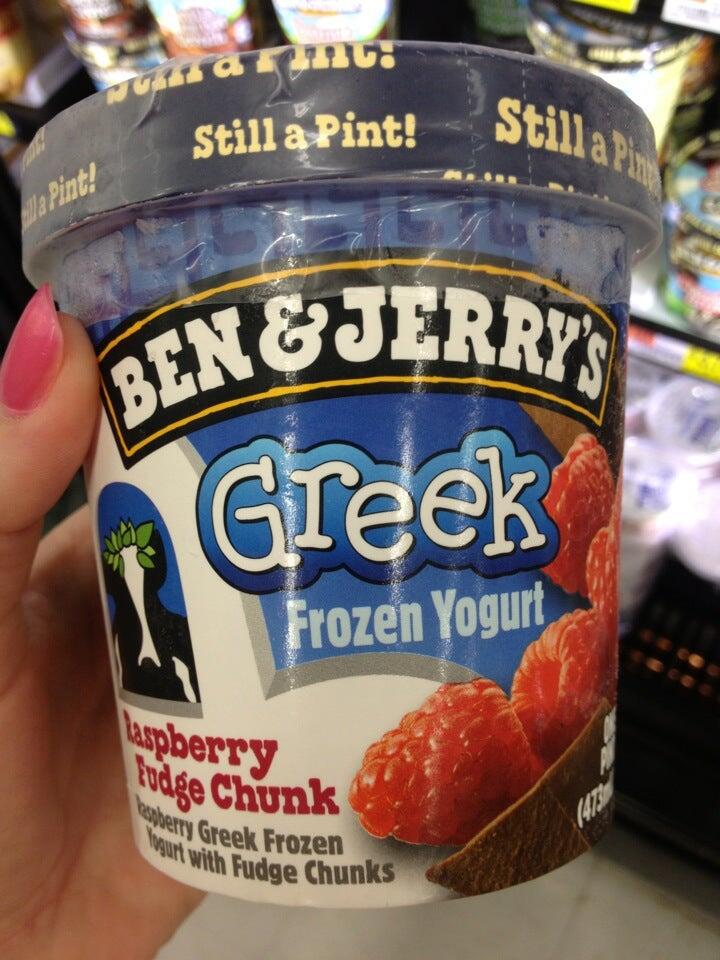 Still a Pint!
Still a Pint!
Still a Pint!
BEN & JERRY'S
Greek
Frozen Yogurt
Raspberry
Fudge Chunk
Raspberry Greek Frozen
Yogurt with Fudge Chunks